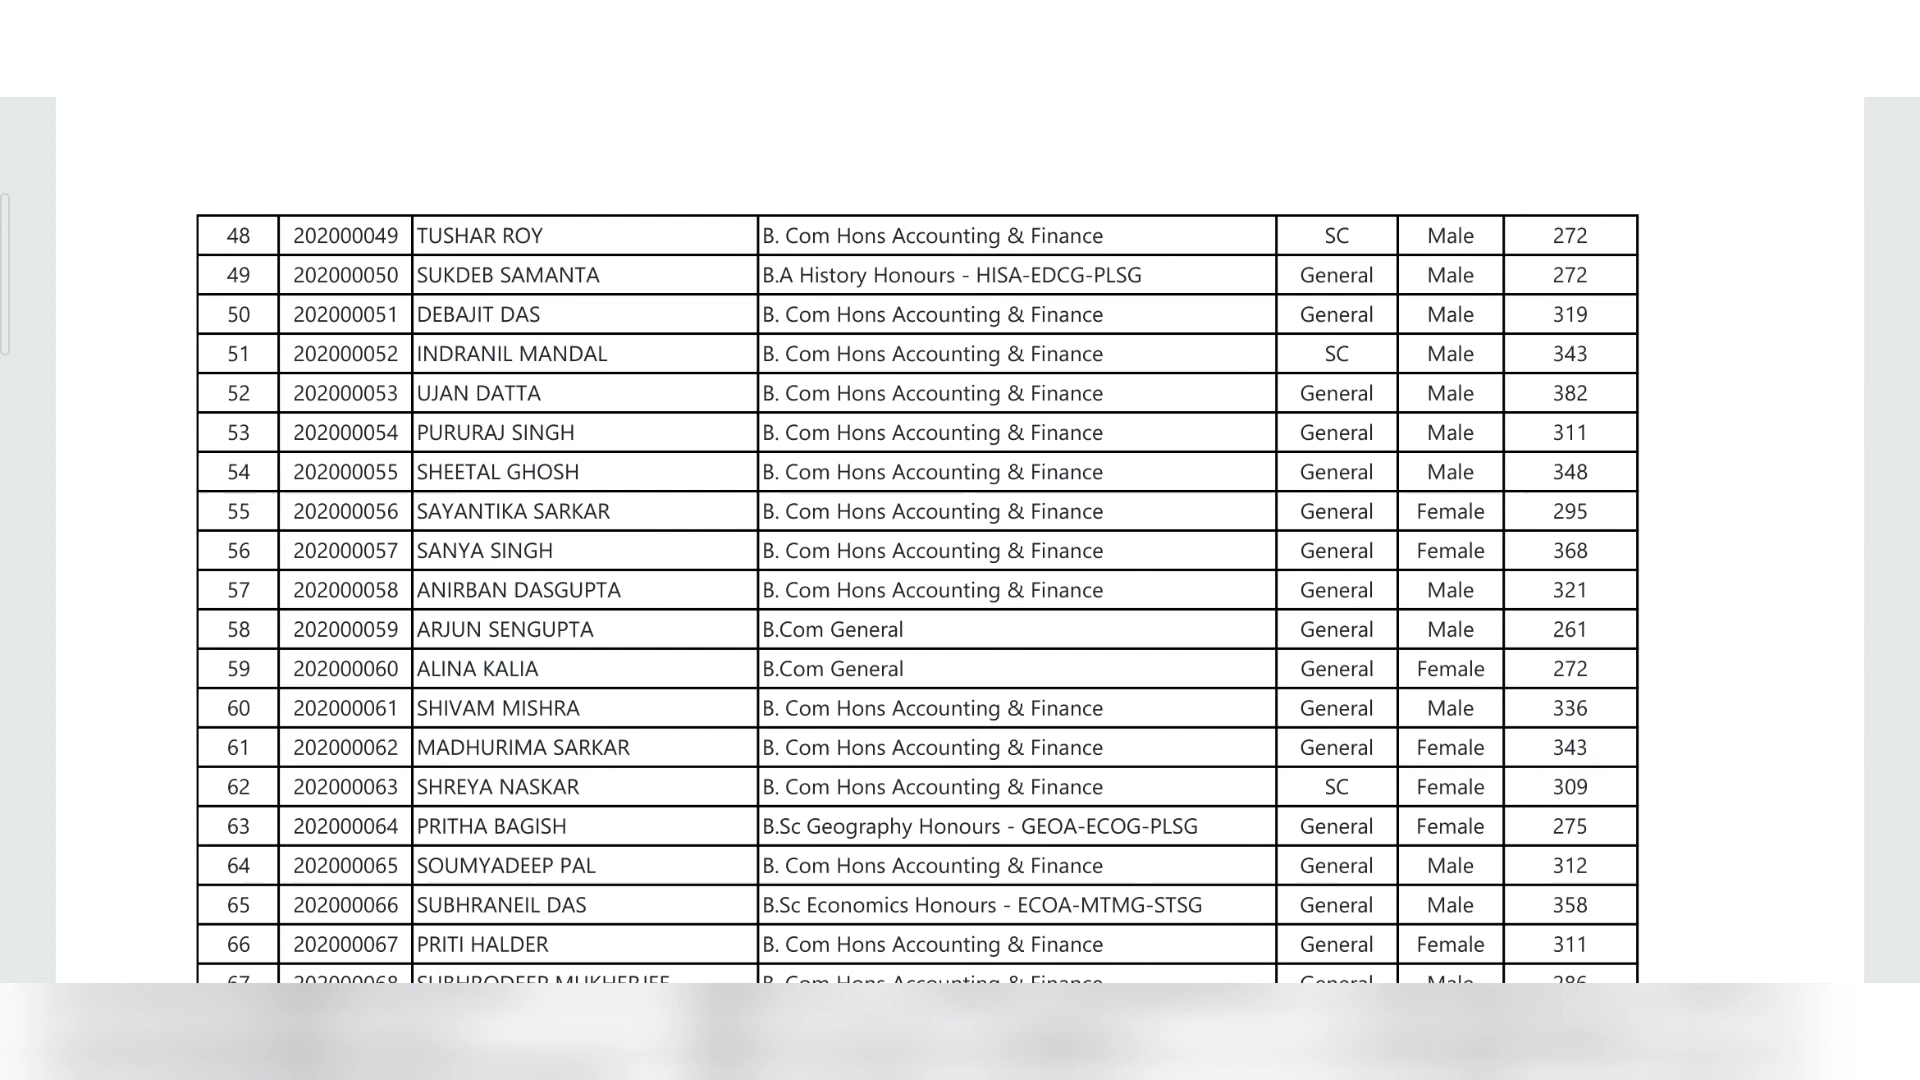 48 202000049 TUSHAR ROY B. Com Hons Accounting & Finance SC Male 272
49 202000050 SUKDEB SAMANTA B.A History Honours - HISA-EDCG-PLSG General Male 272
50 202000051 DEBAJIT DAS B. Com Hons Accounting & Finance General Male 319
51 202000052 INDRANIL MANDAL B. Com Hons Accounting & Finance SC Male 343
52 202000053 UJAN DATTA B. Com Hons Accounting & Finance General Male 382
53 202000054 PURURAJ SINGH B. Com Hons Accounting & Finance General Male 311
54 202000055 SHEETAL GHOSH B. Com Hons Accounting & Finance General Male 348
55 202000056 SAYANTIKA SARKAR B. Com Hons Accounting & Finance General Female 295
56 202000057 SANYA SINGH B. Com Hons Accounting & Finance General Female 368
57 202000058 ANIRBAN DASGUPTA B. Com Hons Accounting & Finance General Male 321
58 202000059 ARJUN SENGUPTA B.Com General General Male 261
59 202000060 ALINA KALIA B.Com General General Female 272
60 202000061 SHIVAM MISHRA B. Com Hons Accounting & Finance General Male 336
61 202000062 MADHURIMA SARKAR B. Com Hons Accounting & Finance General Female 343
62 202000063 SHREYA NASKAR B. Com Hons Accounting & Finance SC Female 309
63 202000064 PRITHA BAGISH B.Sc Geography Honours - GEOA-ECOG-PLSG General Female 275
64 202000065 SOUMYADEEP PAL B. Com Hons Accounting & Finance General Male 312
65 202000066 SUBHRANEIL DAS B.Sc Economics Honours - ECOA-MTMG-STSG General Male 358
66 202000067 PRITI HALDER B. Com Hons Accounting & Finance General Female 311
67 202000068 SUBHRODEEP MUKHERJEE B. Com Hons Accounting & Finance General Male